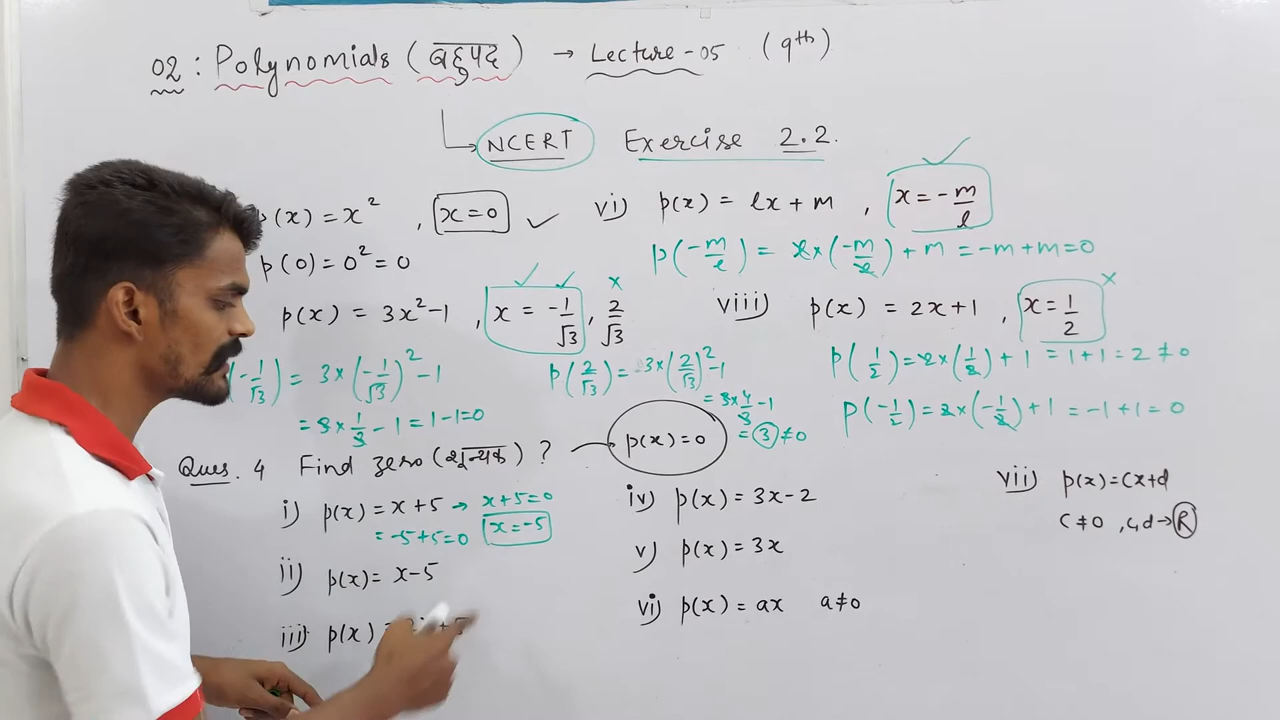 02 : Polynomials (बहुपद) → Lecture-05 (9th)
NCERT Exercise 2.2.
p(x) = x² , x=0 ✓
p(0) = 0² = 0
p(x) = 3x²-1 , x = -1/√3 , 2/√3
(-1/√3) = 3×(-1/√3)² -1
= 3×1/3 -1 = 1-1=0
p(2/√3) = 3×(2/√3)² -1
= 3×4/3 -1
= 3 ≠0
vi) p(x) = lx+m , x = -m/l ✓
p(-m/l) = l×(-m/l) + m = -m+m=0
viii) p(x) = 2x+1 , x=1/2 ×
p(1/2) = 2×(1/2) + 1 = 1+1 = 2 ≠0
p(-1/2) = 2×(-1/2) +1 = -1+1 = 0
Ques. 4 Find zero (शून्यक) ? p(x)=0
i) p(x) = x+5 → x+5=0
= -5+5=0 x=-5
ii) p(x) = x-5
iii) p(x)
iv) p(x) = 3x-2
v) p(x) = 3x
vi) p(x) = ax a≠0
vii) p(x)=cx+d
c≠0 , c,d→R